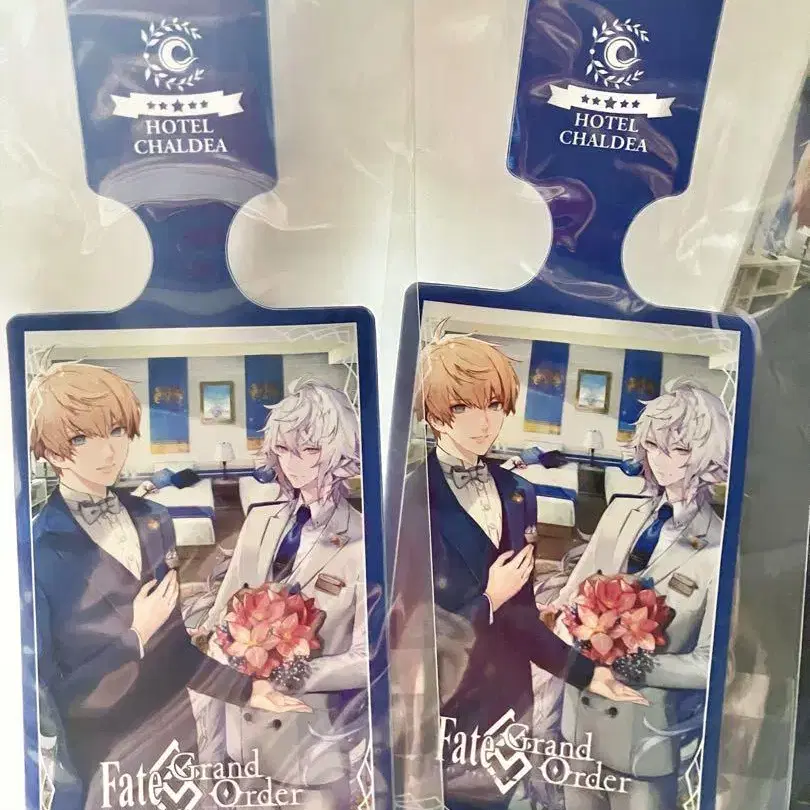 HOTEL
CHALDEA
HOTEL
CHALDEA
Fate
Grand
Order
Fate
Grand
Order